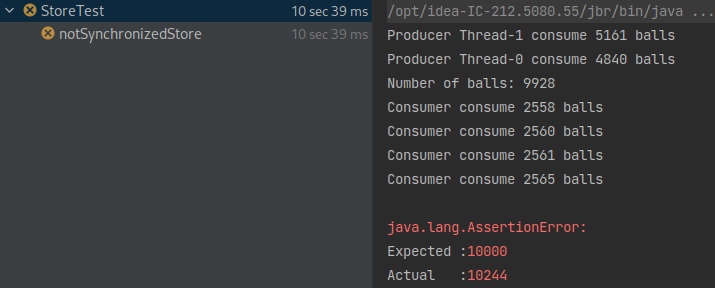 StoreTest 10 sec 39 ms
notSynchronizedStore 10 sec 39 ms
/opt/idea-IC-212.5080.55/jbr/bin/java ...
Producer Thread-1 consume 5161 balls
Producer Thread-0 consume 4840 balls
Number of balls: 9928
Consumer consume 2558 balls
Consumer consume 2560 balls
Consumer consume 2561 balls
Consumer consume 2565 balls
java.lang.AssertionError:
Expected :10000
Actual :10244